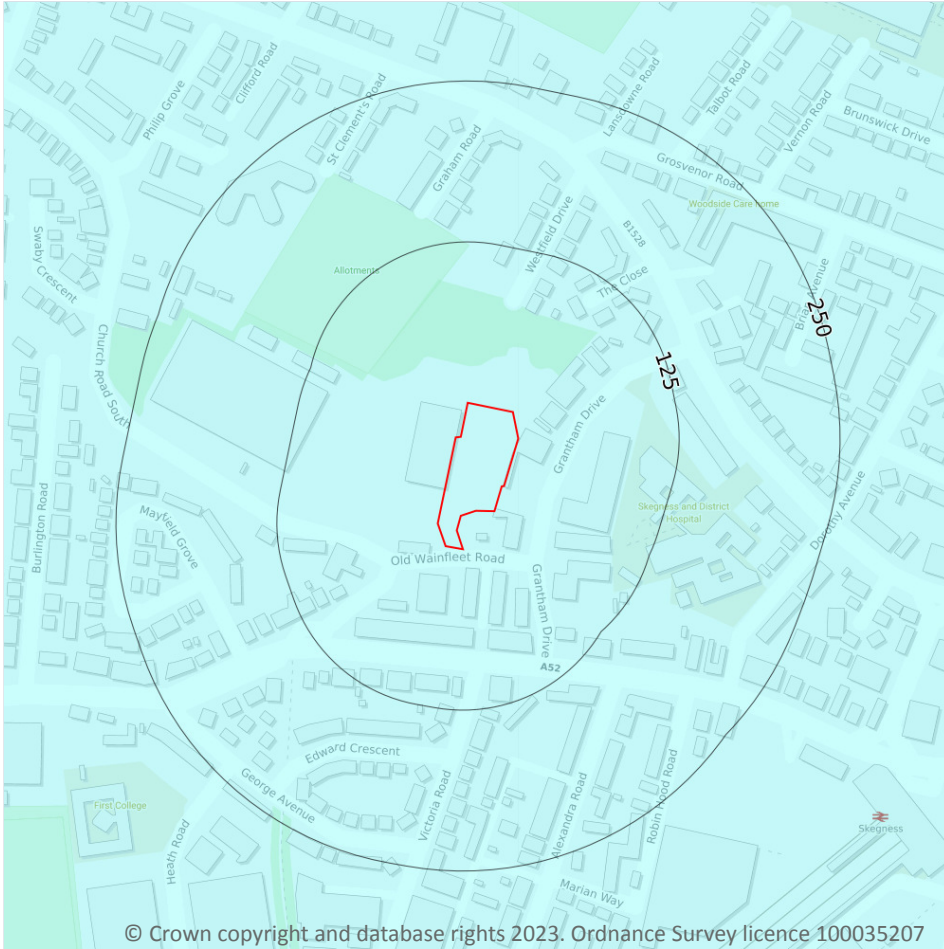 Clifford Road
Philip Grove
St Clement's Road
Graham Road
Lansdowne Road
Talbot Road
Vernon Road
Brunswick Drive
Grosvenor Road
Woodside Care home
Swaby Crescent
Allotments
Westfield Drive
B1528
The Close
250
125
Church Road South
Grantham Drive
Burlington Road
Mayfield Grove
Skegness and District
Hospital
Dorothy Avenue
Old Wainfleet Road
Grantham Drive
A52
Edward Crescent
George Avenue
Victoria Road
Alexandra Road
Robin Hood Road
First College
Heath Road
Skegness
Marian Way
© Crown copyright and database rights 2023. Ordnance Survey licence 100035207